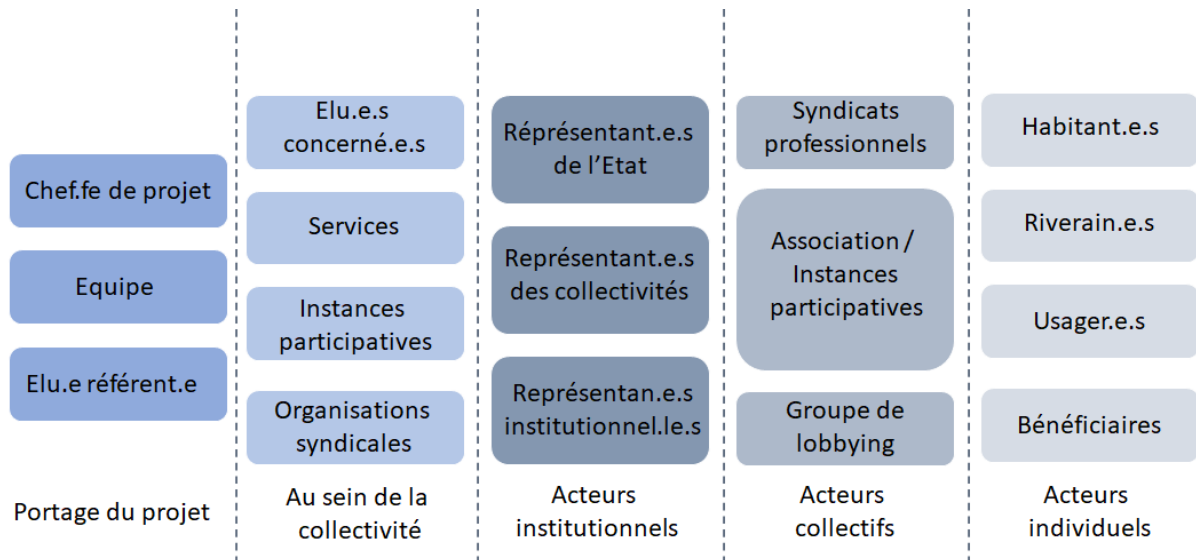 Chef.fe de projet
Equipe
Elu.e référent.e
Portage du projet
Elu.e.s
concerné.e.s
Services
Instances
participatives
Organisations
syndicales
Au sein de la
collectivité
Réprésentant.e.s
de l’Etat
Représentant.e.s
des collectivités
Représentan.e.s
institutionnel.le.s
Acteurs
institutionnels
Syndicats
professionnels
Association /
Instances
participatives
Groupe de
lobbying
Acteurs
collectifs
Habitant.e.s
Riverain.e.s
Usager.e.s
Bénéficiaires
Acteurs
individuels